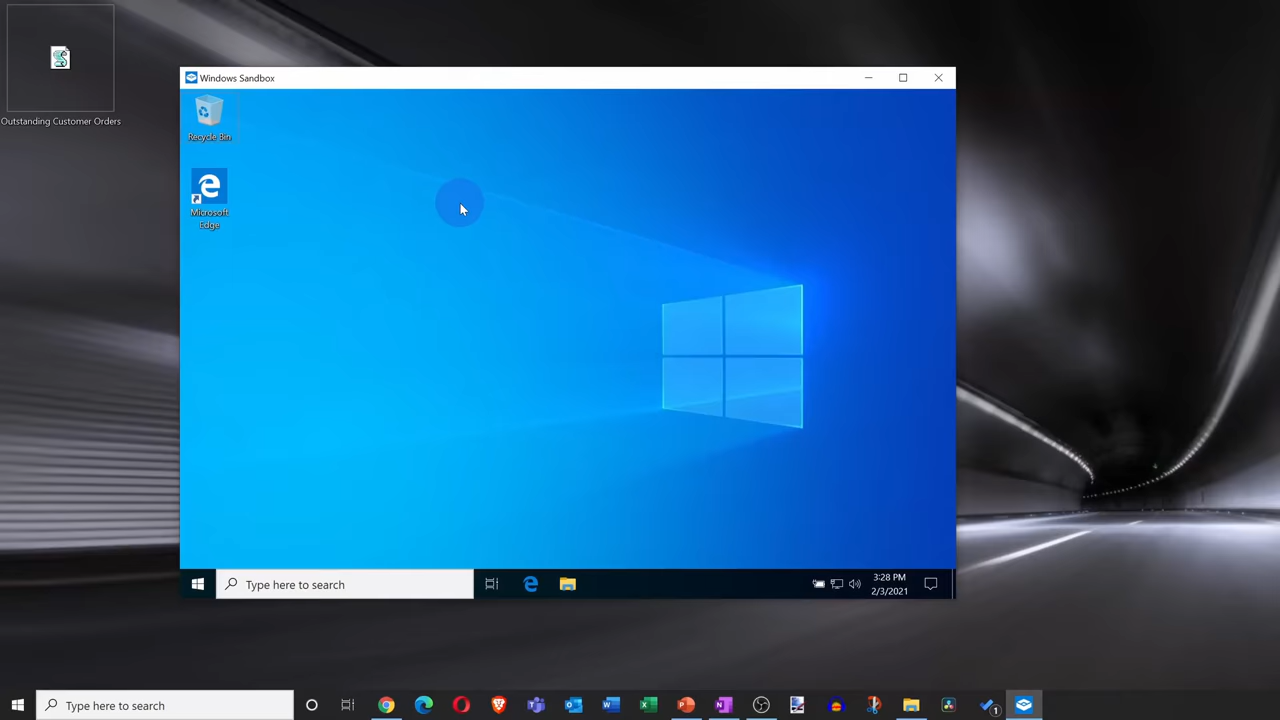 Outstanding Customer Orders
Windows Sandbox
Recycle Bin
Microsoft
Edge
Type here to search
3:28 PM
2/3/2021
Type here to search
1